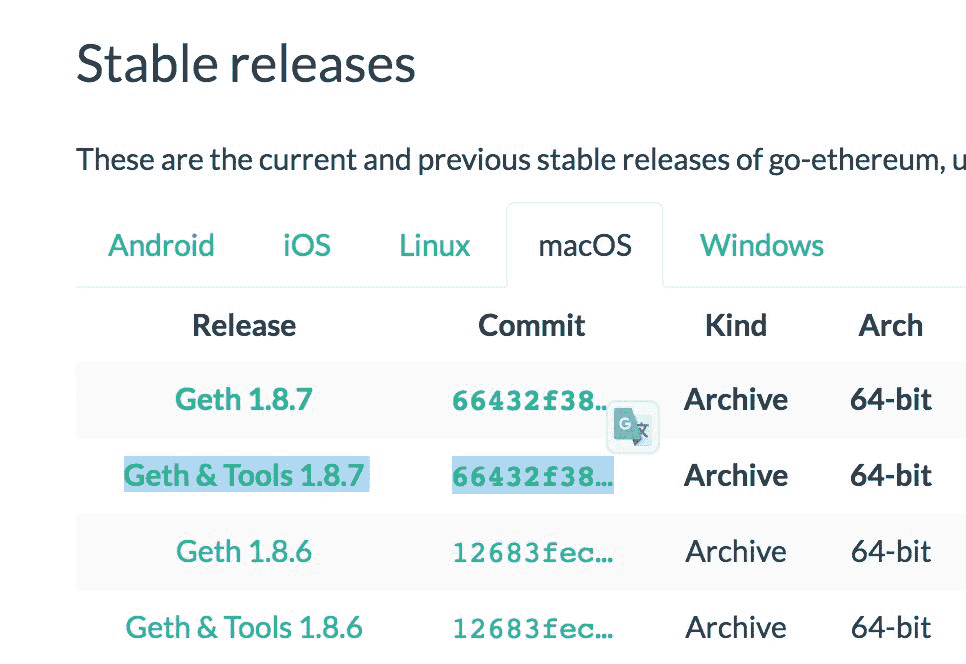 Stable releases
These are the current and previous stable releases of go-ethereum, u
Android iOS Linux macOS Windows
Release Commit Kind Arch
Geth 1.8.7 66432f38… Archive 64-bit
Geth & Tools 1.8.7 66432f38… Archive 64-bit
Geth 1.8.6 12683fec… Archive 64-bit
Geth & Tools 1.8.6 12683fec… Archive 64-bit